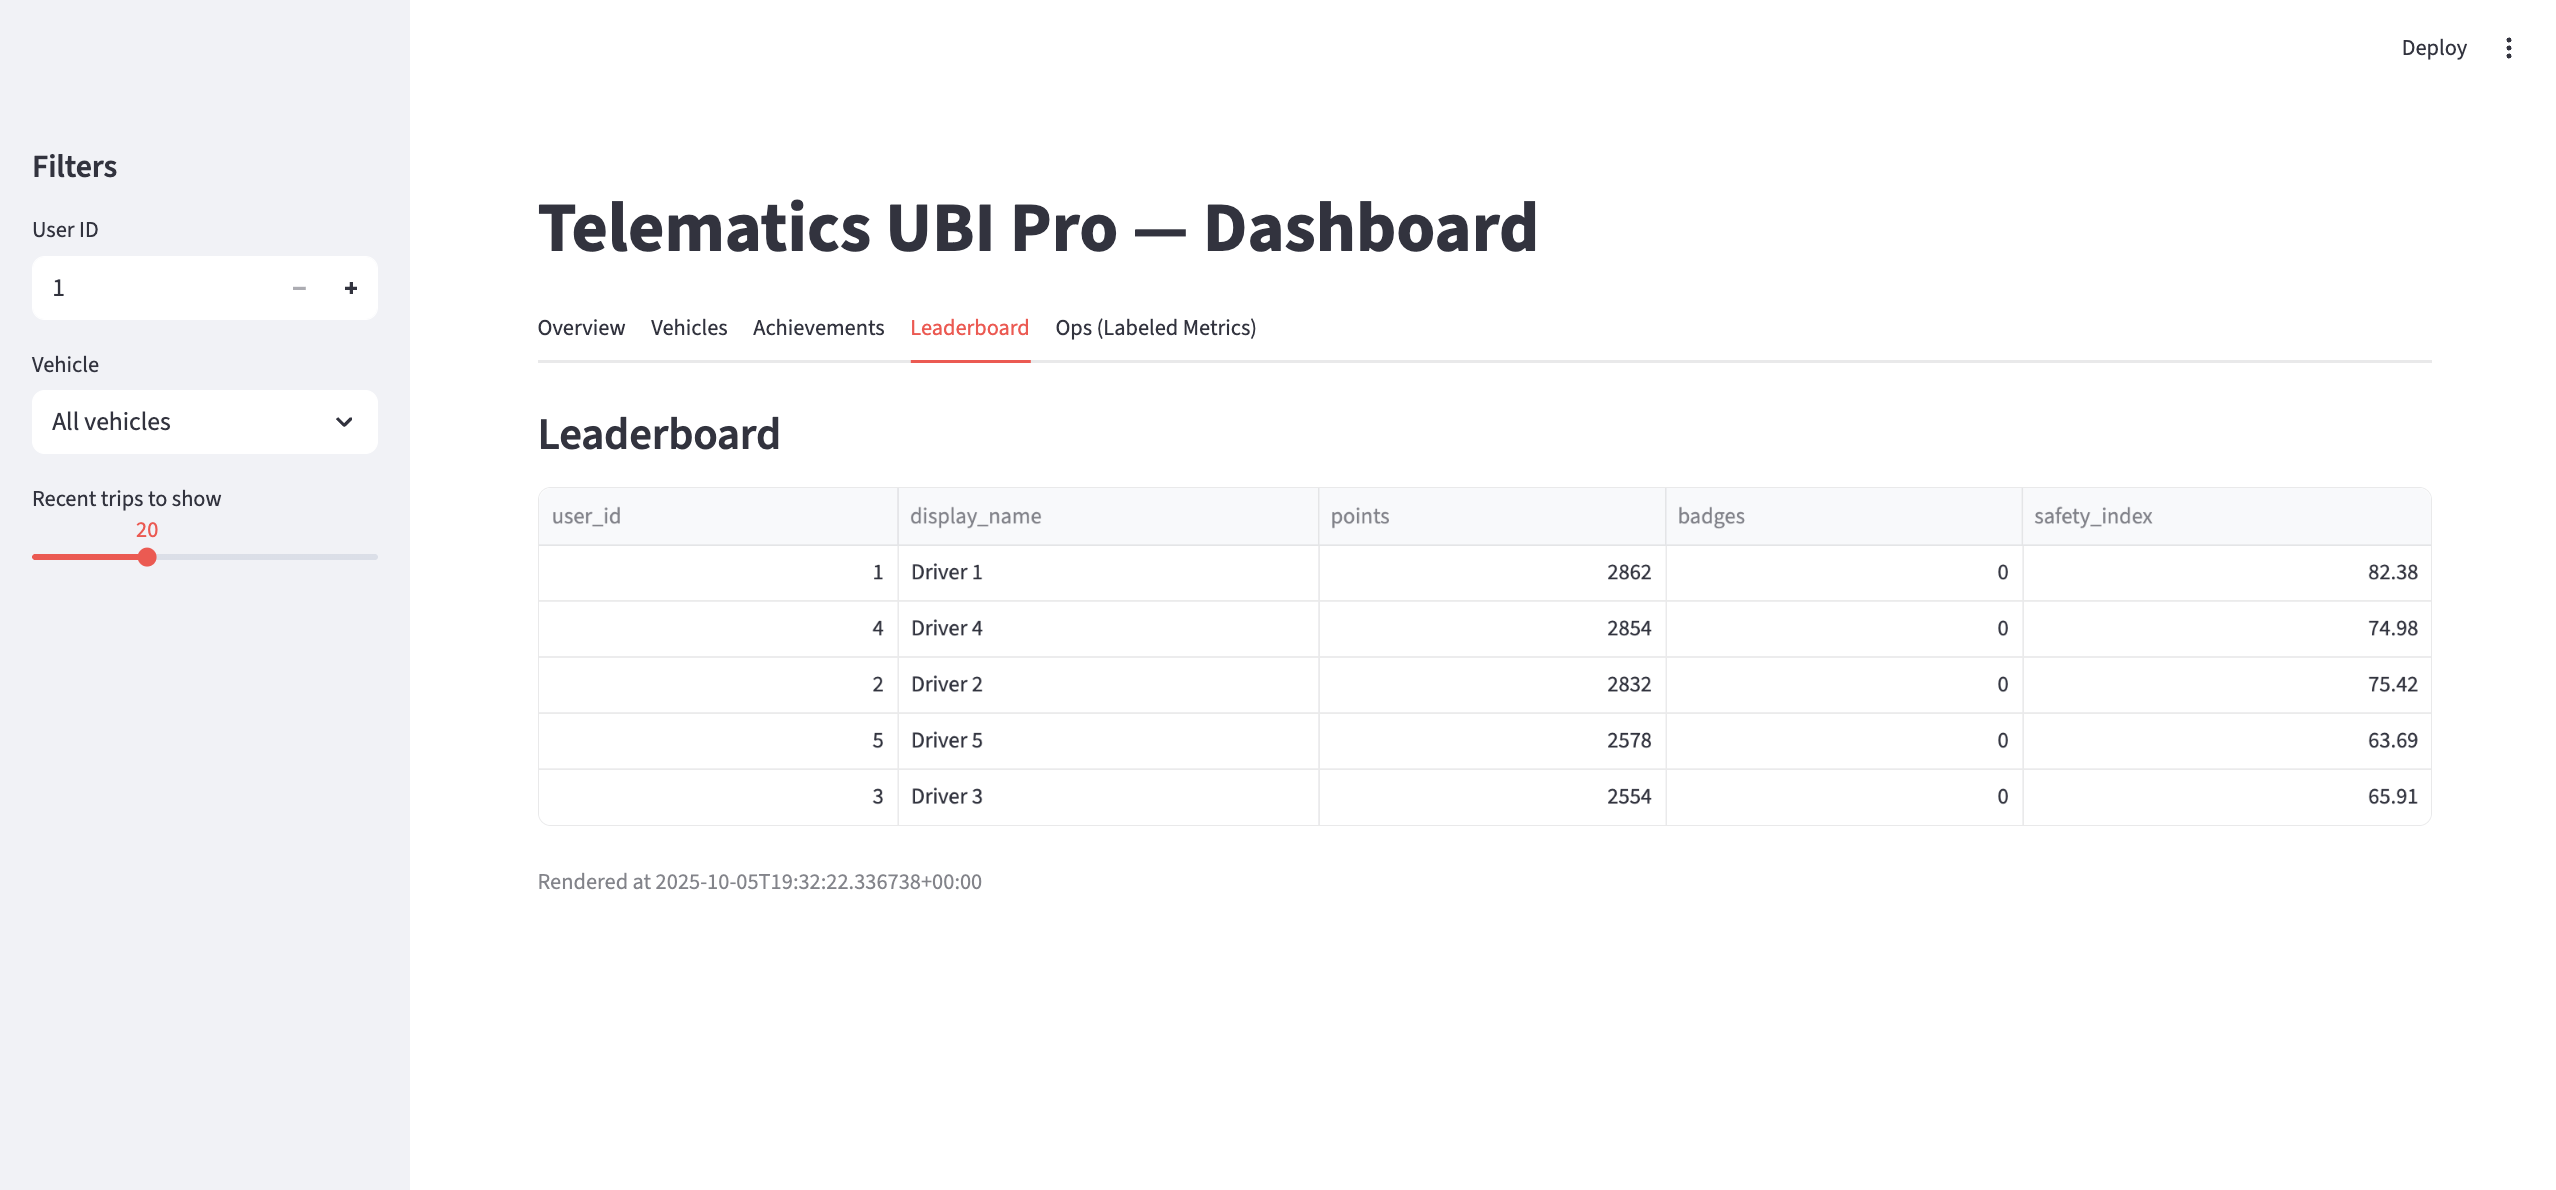 Deploy
Filters
User ID
1
Vehicle
All vehicles
Recent trips to show
20
Telematics UBI Pro — Dashboard
Overview Vehicles Achievements Leaderboard Ops (Labeled Metrics)
Leaderboard
user_id display_name points badges safety_index
1 Driver 1 2862 0 82.38
4 Driver 4 2854 0 74.98
2 Driver 2 2832 0 75.42
5 Driver 5 2578 0 63.69
3 Driver 3 2554 0 65.91
Rendered at 2025-10-05T19:32:22.336738+00:00